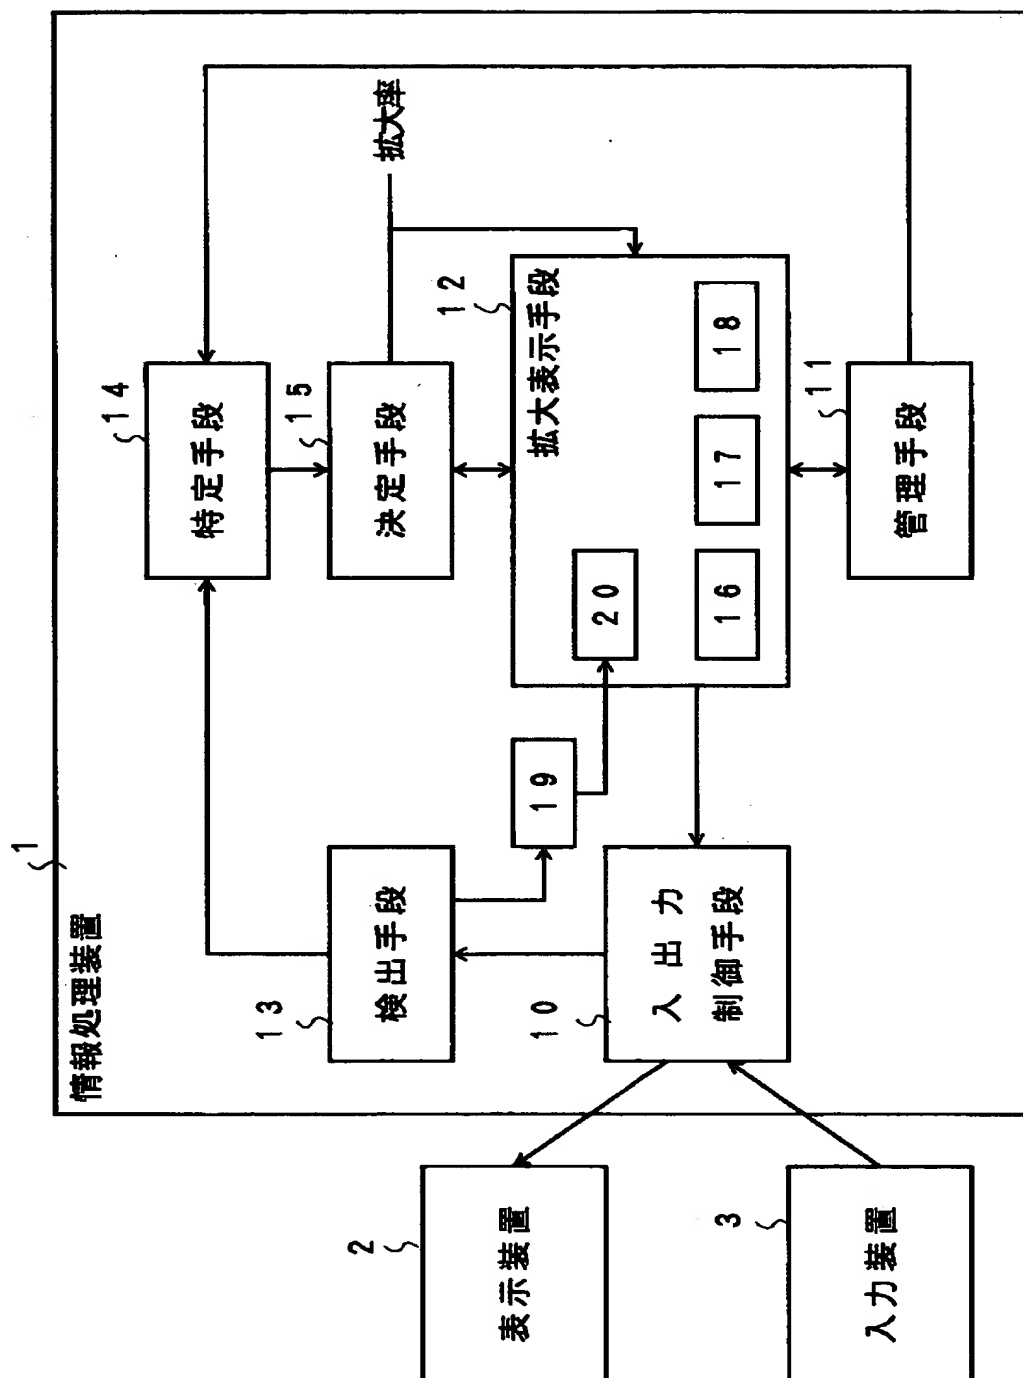 1
情報処理装置
14
特定手段
15
決定手段
拡大率
13
検出手段
19
12
拡大表示手段
20
16
17
18
10
入出力
制御手段
11
管理手段
2
表示装置
3
入力装置